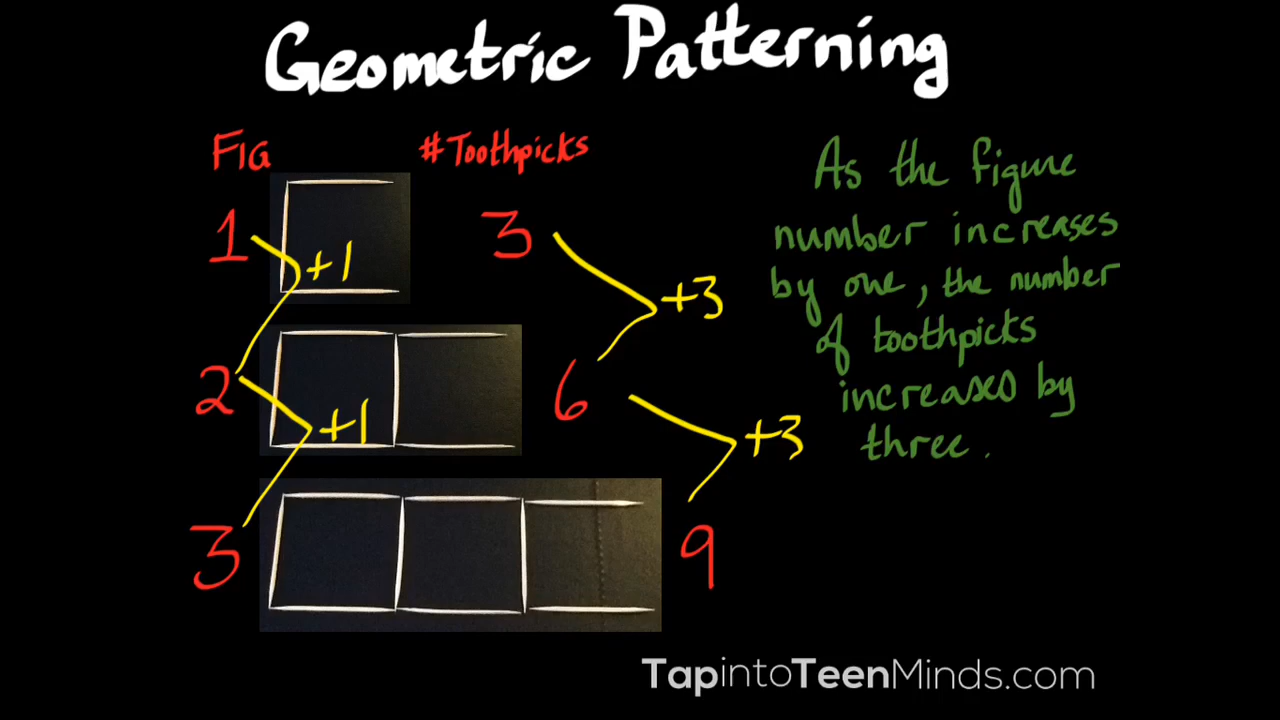 Geometric Patterning
FIG #Toothpicks
1 +1 3
+3
2 +1 6
+3
3 9
As the figure
number increases
by one, the number
of toothpicks
increases by
three.
TapintoTeenMinds.com